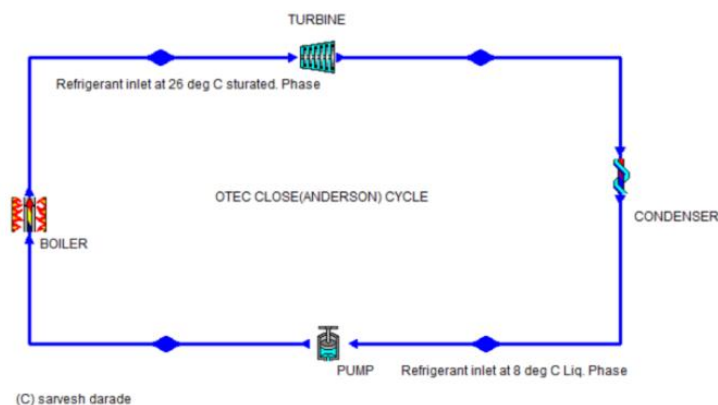 TURBINE
Refrigerant inlet at 26 deg C sturated. Phase
OTEC CLOSE(ANDERSON) CYCLE
CONDENSER
BOILER
PUMP
Refrigerant inlet at 8 deg C Liq. Phase
(C) sarvesh darade